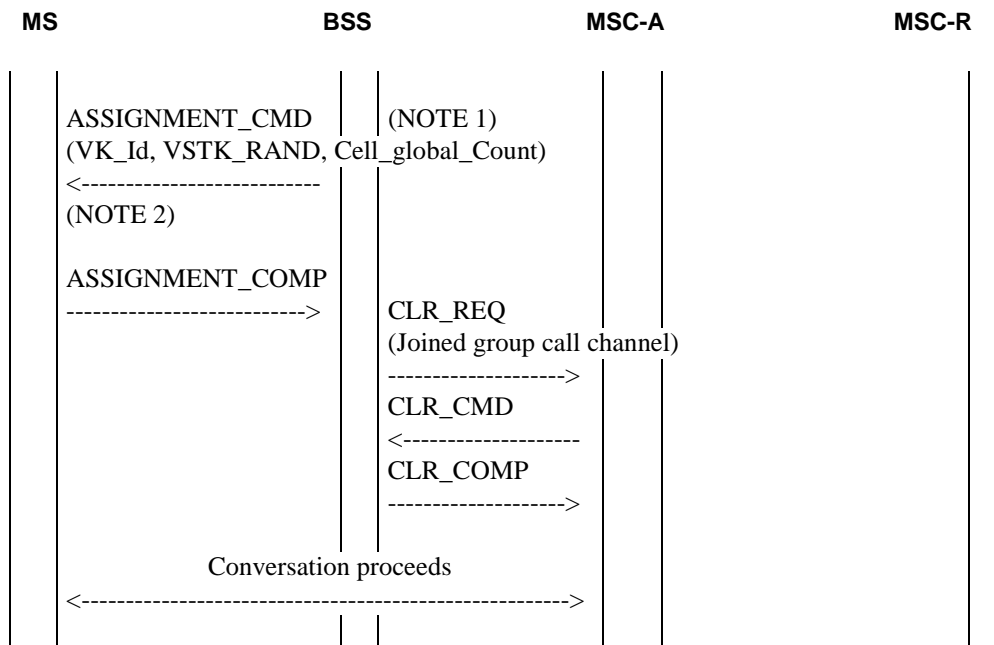 MS BSS MSC-A MSC-R
ASSIGNMENT_CMD (NOTE 1)
(VK_Id, VSTK_RAND, Cell_global_Count)
<---------------------------
(NOTE 2)
ASSIGNMENT_COMP
---------------------------> CLR_REQ
(Joined group call channel)
-------------------->
CLR_CMD
<--------------------
CLR_COMP
-------------------->
Conversation proceeds
<------------------------------------------------------->